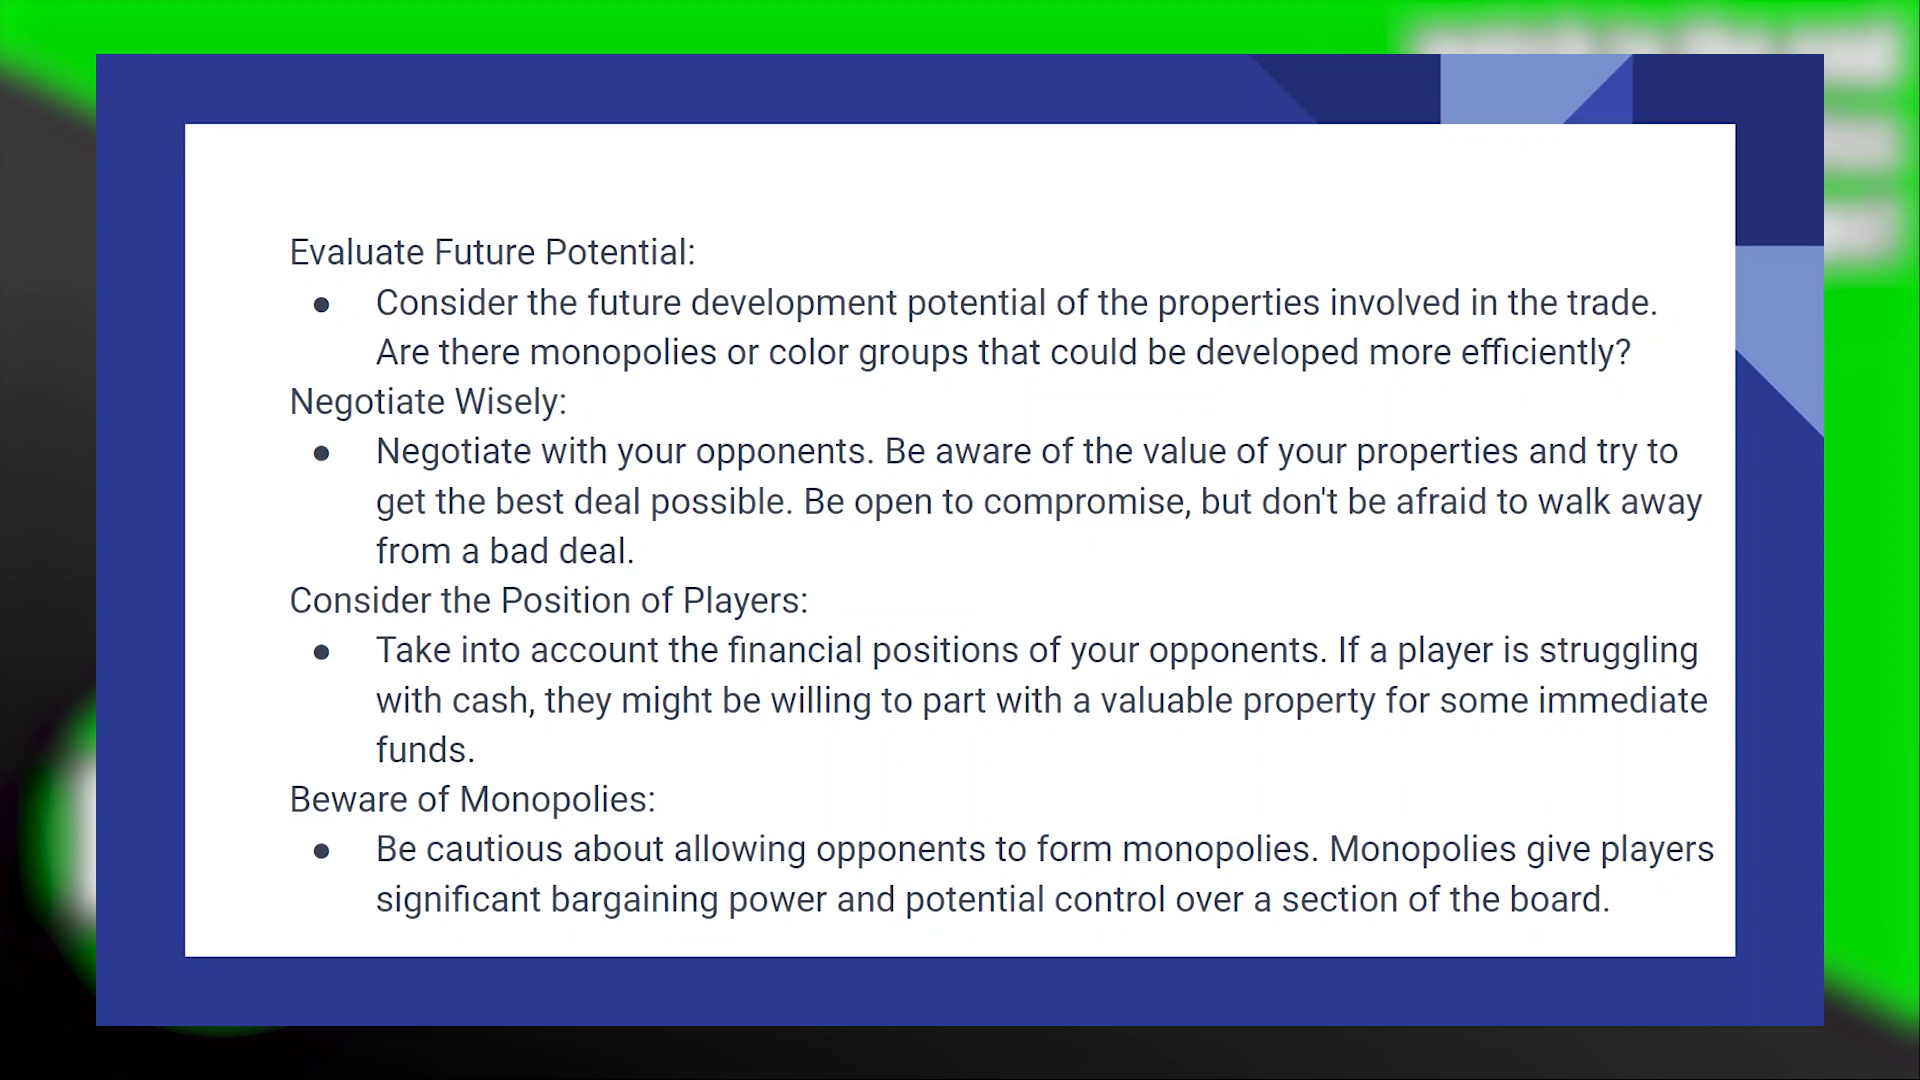 Evaluate Future Potential:
● Consider the future development potential of the properties involved in the trade.
Are there monopolies or color groups that could be developed more efficiently?
Negotiate Wisely:
● Negotiate with your opponents. Be aware of the value of your properties and try to
get the best deal possible. Be open to compromise, but don't be afraid to walk away
from a bad deal.
Consider the Position of Players:
● Take into account the financial positions of your opponents. If a player is struggling
with cash, they might be willing to part with a valuable property for some immediate
funds.
Beware of Monopolies:
● Be cautious about allowing opponents to form monopolies. Monopolies give players
significant bargaining power and potential control over a section of the board.